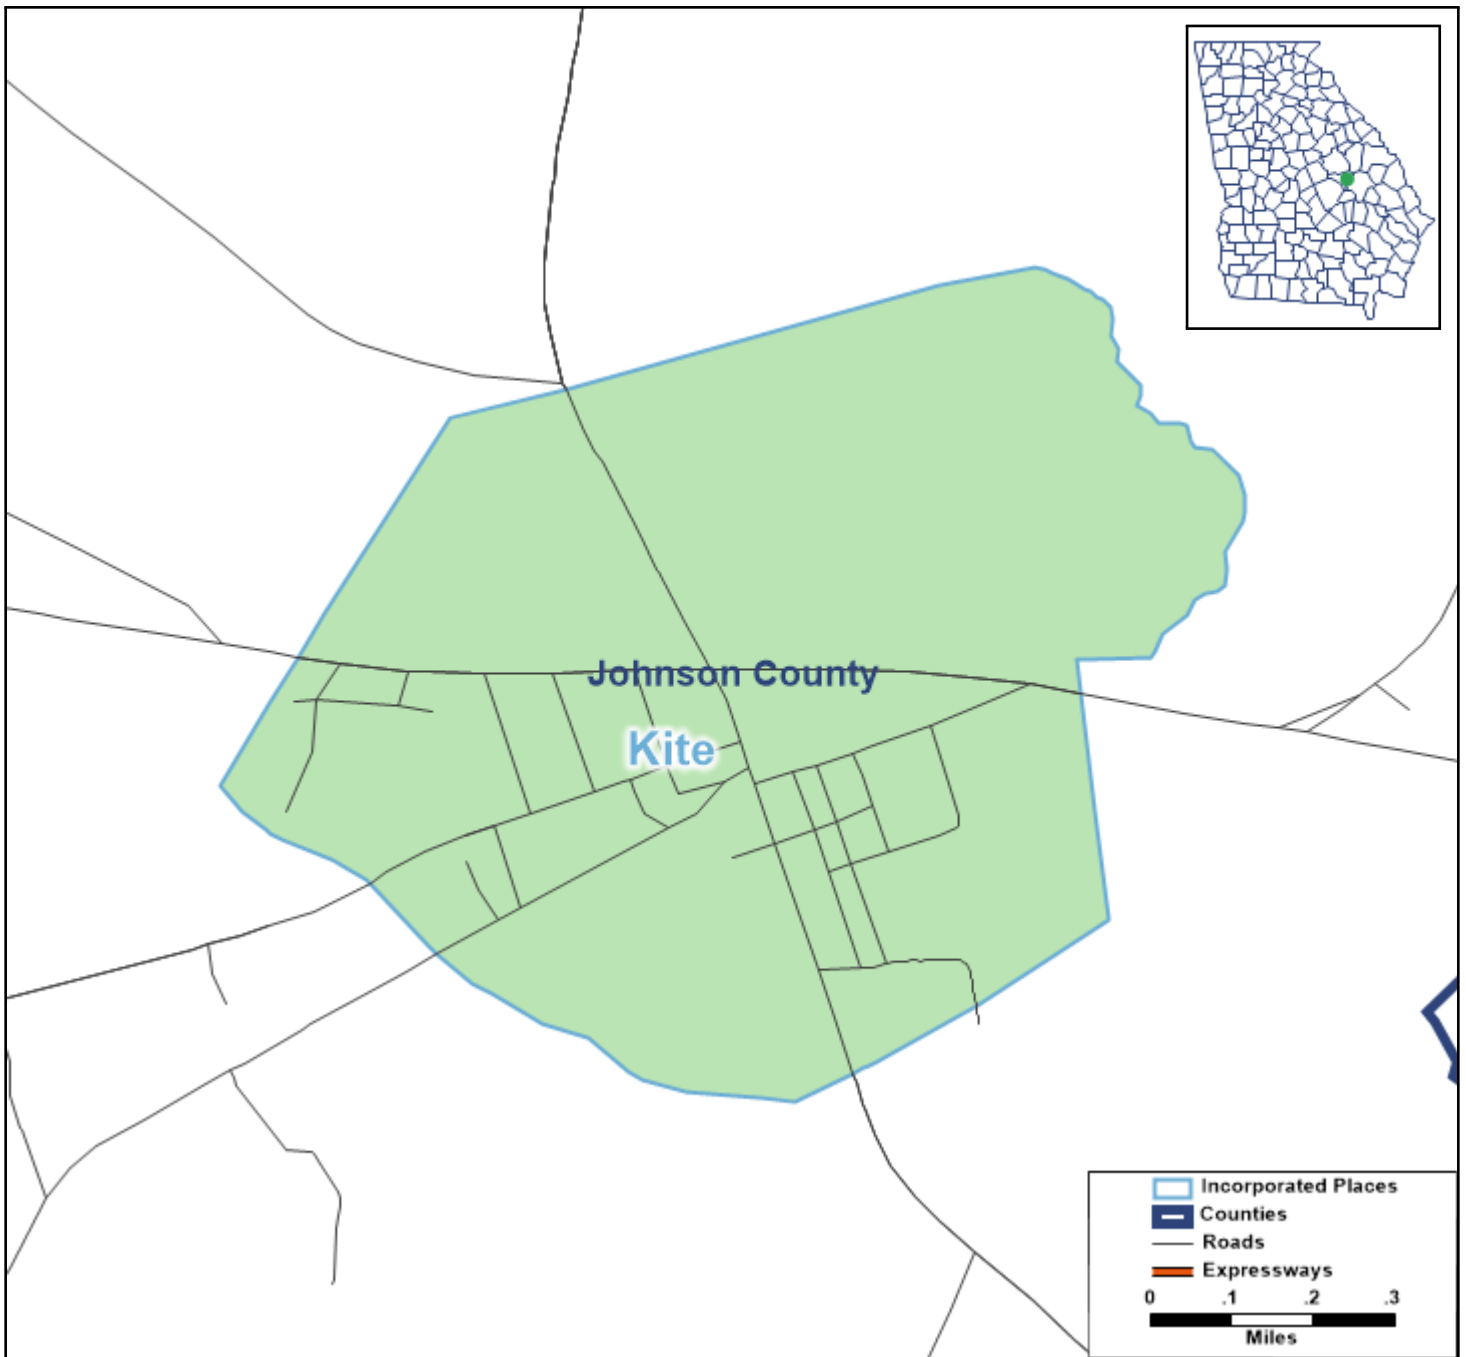 Johnson County
Kite
Incorporated Places
Counties
Roads
Expressways
0 .1 .2 .3
Miles